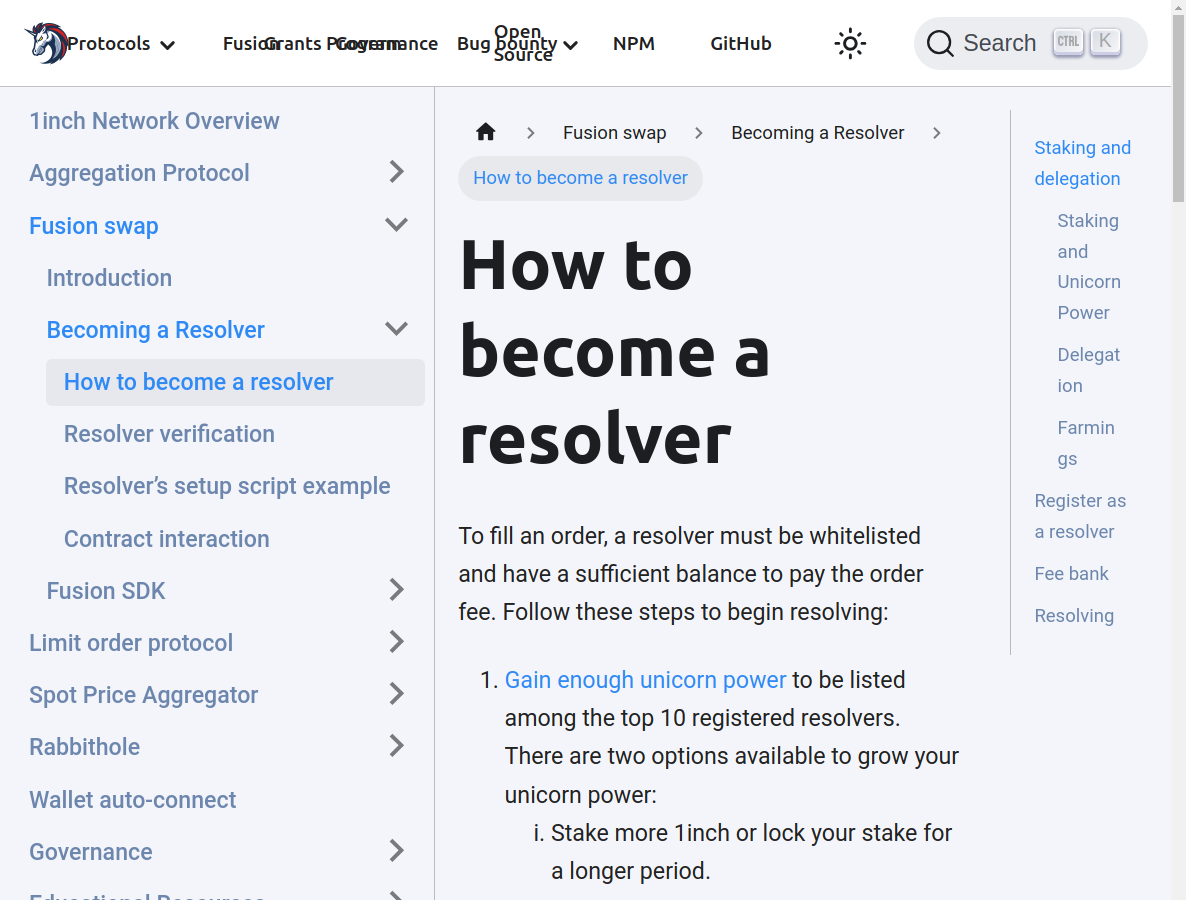 Protocols
Fusion
Grants Program
Governance
Bug bounty
Open
Source
NPM
GitHub
Search
CTRL
K
1inch Network Overview
Aggregation Protocol
Fusion swap
Introduction
Becoming a Resolver
How to become a resolver
Resolver verification
Resolver’s setup script example
Contract interaction
Fusion SDK
Limit order protocol
Spot Price Aggregator
Rabbithole
Wallet auto-connect
Governance
Educational Resources
Fusion swap
Becoming a Resolver
How to become a resolver
How to
become a
resolver
To fill an order, a resolver must be whitelisted
and have a sufficient balance to pay the order
fee. Follow these steps to begin resolving:
1. Gain enough unicorn power to be listed
among the top 10 registered resolvers.
There are two options available to grow your
unicorn power:
i. Stake more 1inch or lock your stake for
a longer period.
Staking and
delegation
Staking
and
Unicorn
Power
Delegat
ion
Farmin
gs
Register as
a resolver
Fee bank
Resolving